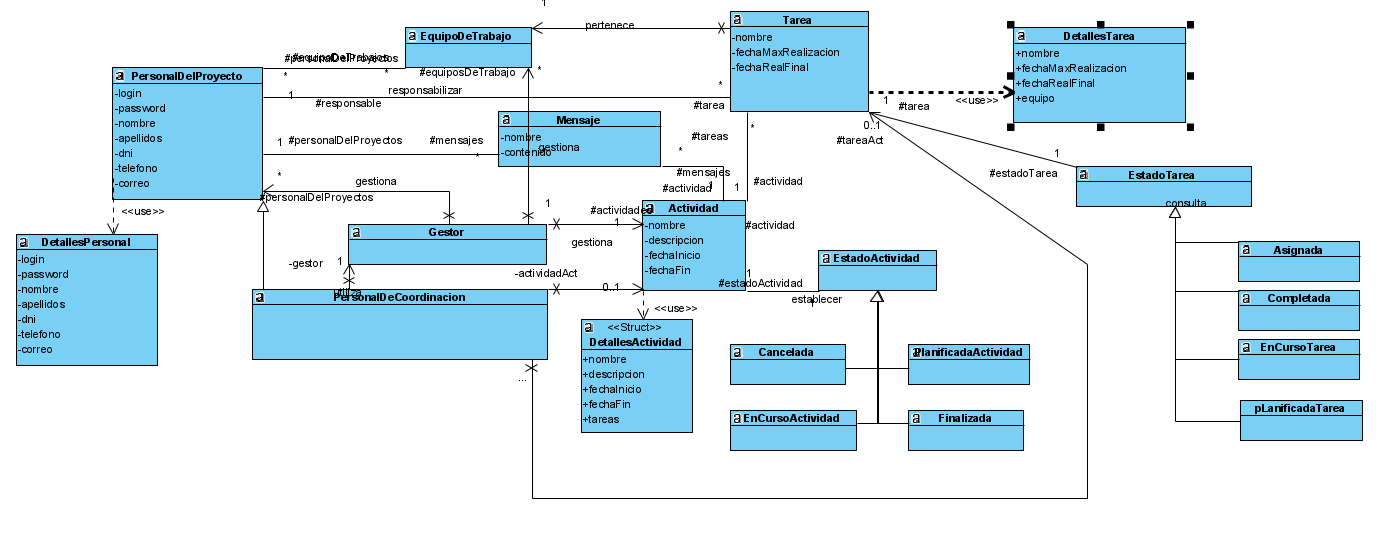 1
pertenece
EquipoDeTrabajo
Tarea
-nombre
-fechaMaxRealizacion
-fechaRealFinal
DetallesTarea
+nombre
+fechaMaxRealizacion
+fechaRealFinal
+equipo
#personalDelProyectos
#equipoDeTrabajos
*
*
#equiposDeTrabajo
*
PersonalDelProyecto
-login
-password
-nombre
-apellidos
-dni
-telefono
-correo
responsabilizar
1
#responsable
*
#tarea
<<use>>
1
#tarea
0..1
#tareaAct
Mensaje
-nombre
-contenido
gestiona
1
#personalDelProyectos
#mensajes
*
*
#tareas
*
#mensajes
#actividad
1
1
#actividad
1
#estadoTarea
EstadoTarea
consulta
*
gestiona
#personalDelProyectos
<<use>>
DetallesPersonal
-login
-password
-nombre
-apellidos
-dni
-telefono
-correo
Gestor
1
#actividades
1
gestiona
Actividad
-nombre
-descripcion
-fechaInicio
-fechaFin
#actividad
-gestor
1
utiliza
-actividadAct
0..1
PersonalDeCoordinacion
...
1
#estadoActividad
establecer
EstadoActividad
<<use>>
<<Struct>>
DetallesActividad
+nombre
+descripcion
+fechaInicio
+fechaFin
+tareas
Cancelada
PlanificadaActividad
EnCursoActividad
Finalizada
Asignada
Completada
EnCursoTarea
pLanificadaTarea